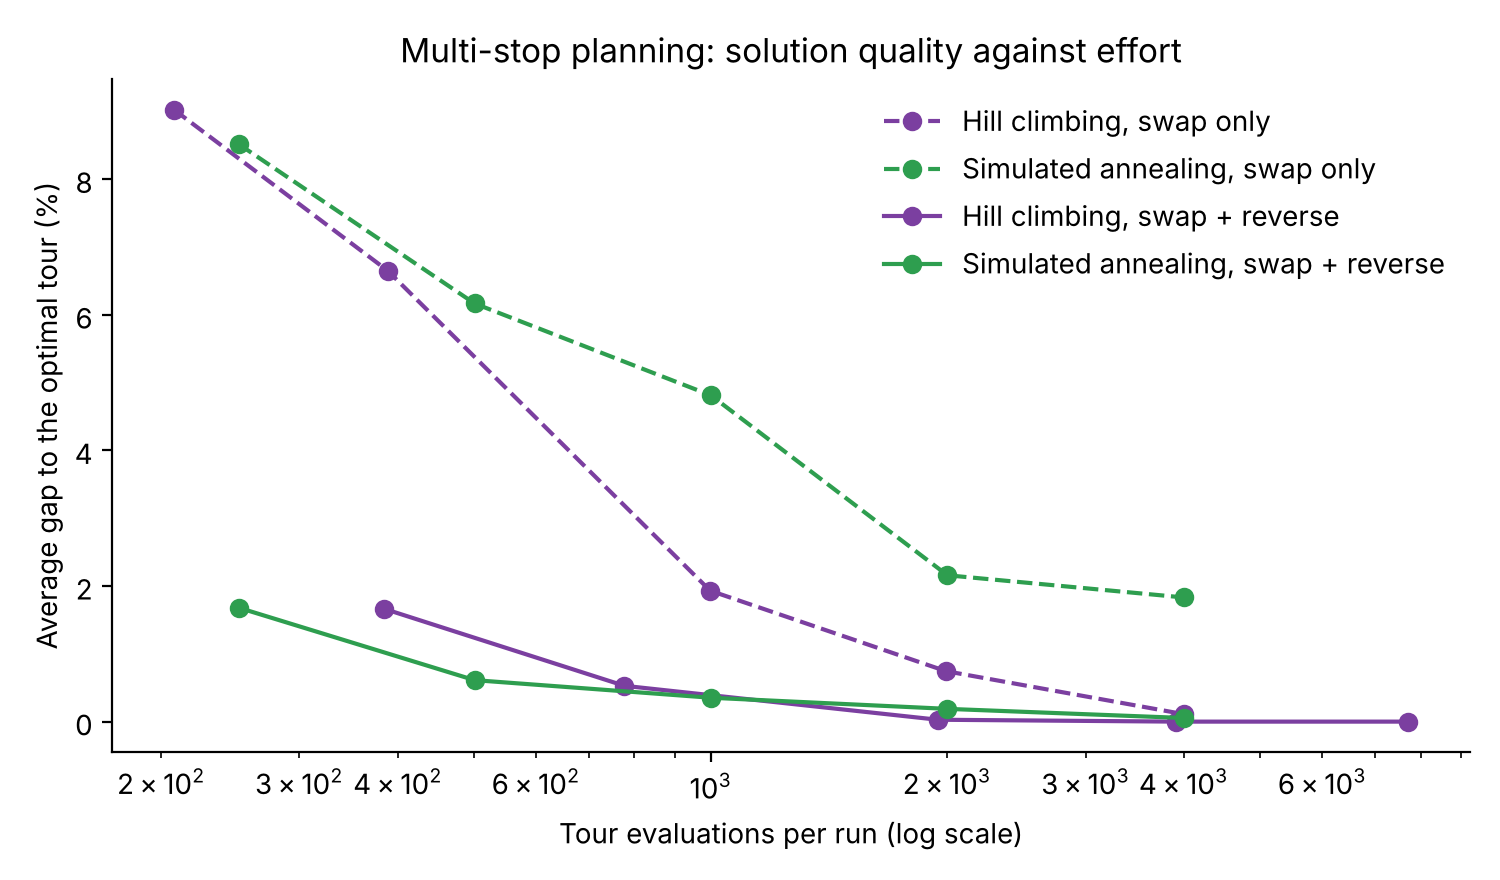 Multi-stop planning: solution quality against effort
Hill climbing, swap only
Simulated annealing, swap only
Hill climbing, swap + reverse
Simulated annealing, swap + reverse
Average gap to the optimal tour (%)
8
6
4
2
0
2 × 10² 3 × 10² 4 × 10² 6 × 10² 10³ 2 × 10³ 3 × 10³ 4 × 10³ 6 × 10³
Tour evaluations per run (log scale)